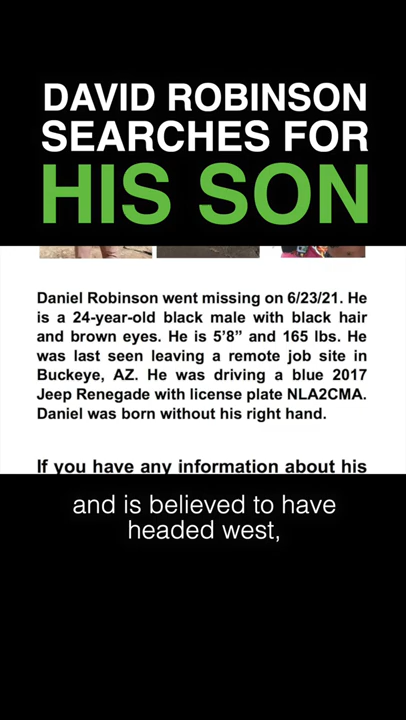 DAVID ROBINSON
SEARCHES FOR
HIS SON
Daniel Robinson went missing on 6/23/21. He
is a 24-year-old black male with black hair
and brown eyes. He is 5’8” and 165 lbs. He
was last seen leaving a remote job site in
Buckeye, AZ. He was driving a blue 2017
Jeep Renegade with license plate NLA2CMA.
Daniel was born without his right hand.
If you have any information about his
and is believed to have
headed west,